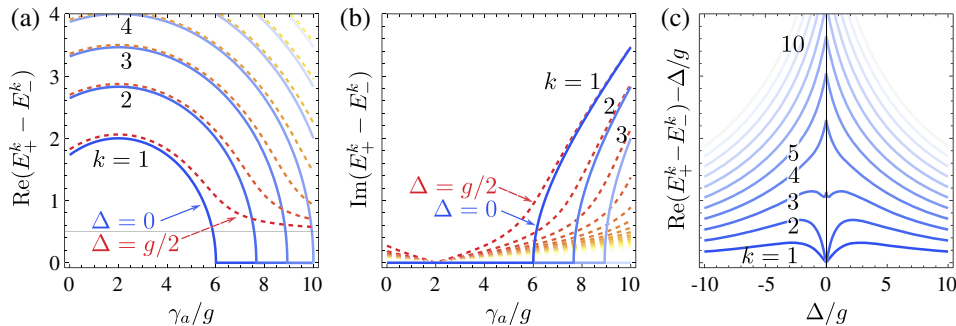 (a)
Re(E₊ᵏ − E₋ᵏ)
4
3
2
1
0
4
3
2
k = 1
Δ = 0
Δ = g/2
0 2 4 6 8 10
γₐ/g
(b)
Im(E₊ᵏ − E₋ᵏ)
k = 1
2
3
Δ = g/2
Δ = 0
0 2 4 6 8 10
γₐ/g
(c)
Re(E₊ᵏ − E₋ᵏ) − Δ/g
10
5
4
3
2
k = 1
-10 -5 0 5 10
Δ/g